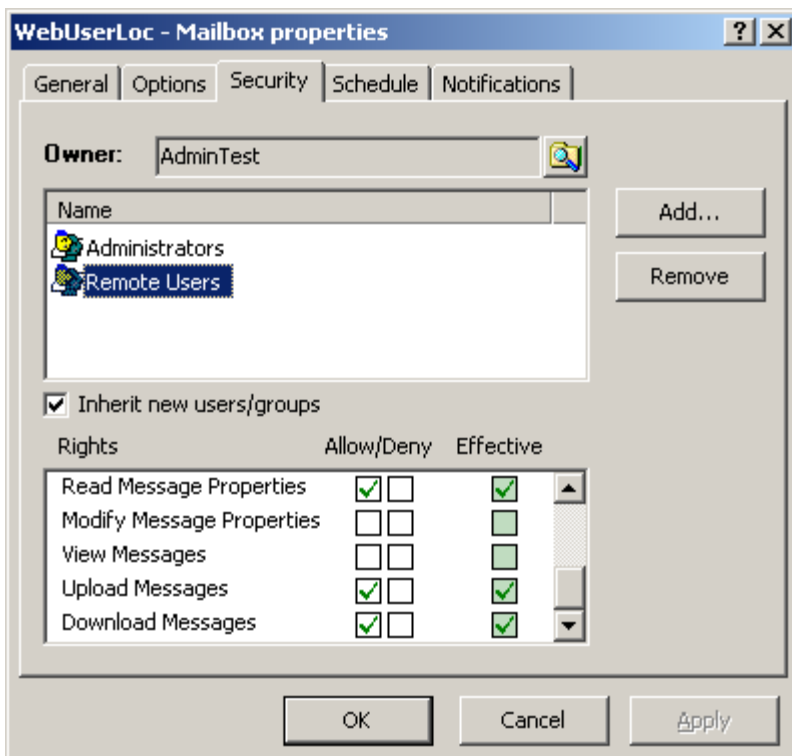 WebUserLoc - Mailbox properties
General Options Security Schedule Notifications
Owner: AdminTest
Name
Add...
Administrators
Remote Users
Remove
Inherit new users/groups
Rights Allow/Deny Effective
Read Message Properties
Modify Message Properties
View Messages
Upload Messages
Download Messages
OK Cancel Apply